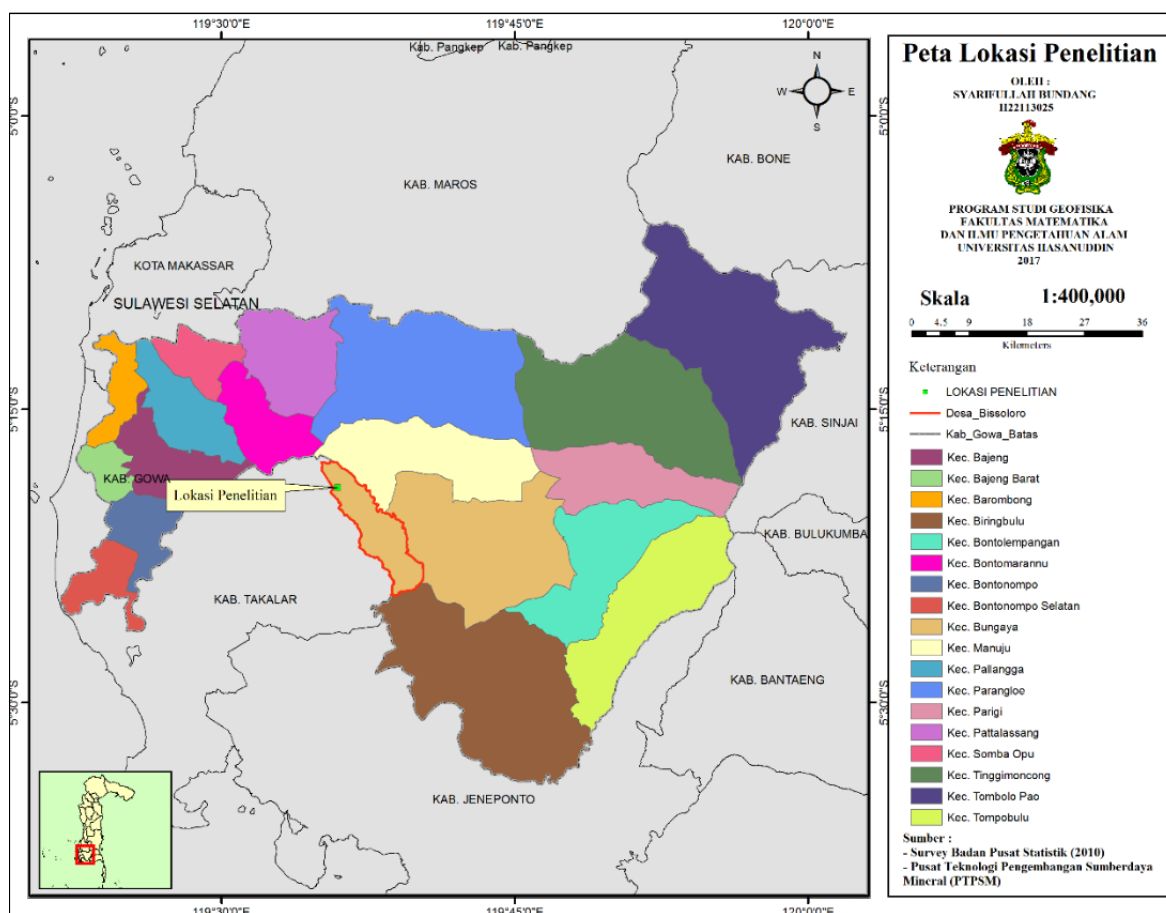 119°30'0"E
119°45'0"E
120°0'0"E
Kab. Pangkep
Kab. Pangkep
N
W
E
S
5°0'0"S
5°0'0"S
KAB. BONE
KAB. MAROS
KOTA MAKASSAR
SULAWESI SELATAN
5°15'0"S
5°15'0"S
KAB. SINJAI
KAB. GOWA
Lokasi Penelitian
KAB. BULUKUMBA
KAB. TAKALAR
KAB. BANTAENG
5°30'0"S
5°30'0"S
KAB. JENEPONTO
119°30'0"E
119°45'0"E
120°0'0"E
Peta Lokasi Penelitian
OLEH :
SYARIFULLAH BUNDANG
H22113025
PROGRAM STUDI GEOFISIKA
FAKULTAS MATEMATIKA
DAN ILMU PENGETAHUAN ALAM
UNIVERSITAS HASANUDDIN
2017
Skala 1:400,000
0 4.5 9 18 27 36
Kilometers
Keterangan
LOKASI PENELITIAN
Desa_Bissoloro
Kab_Gowa_Batas
Kec. Bajeng
Kec. Bajeng Barat
Kec. Barombong
Kec. Biringbulu
Kec. Bontolempangan
Kec. Bontomarannu
Kec. Bontonompo
Kec. Bontonompo Selatan
Kec. Bungaya
Kec. Manuju
Kec. Pallangga
Kec. Parangloe
Kec. Parigi
Kec. Pattalassang
Kec. Somba Opu
Kec. Tinggimoncong
Kec. Tombolo Pao
Kec. Tompobulu
Sumber :
- Survey Badan Pusat Statistik (2010)
- Pusat Teknologi Pengembangan Sumberdaya
Mineral (PTPSM)